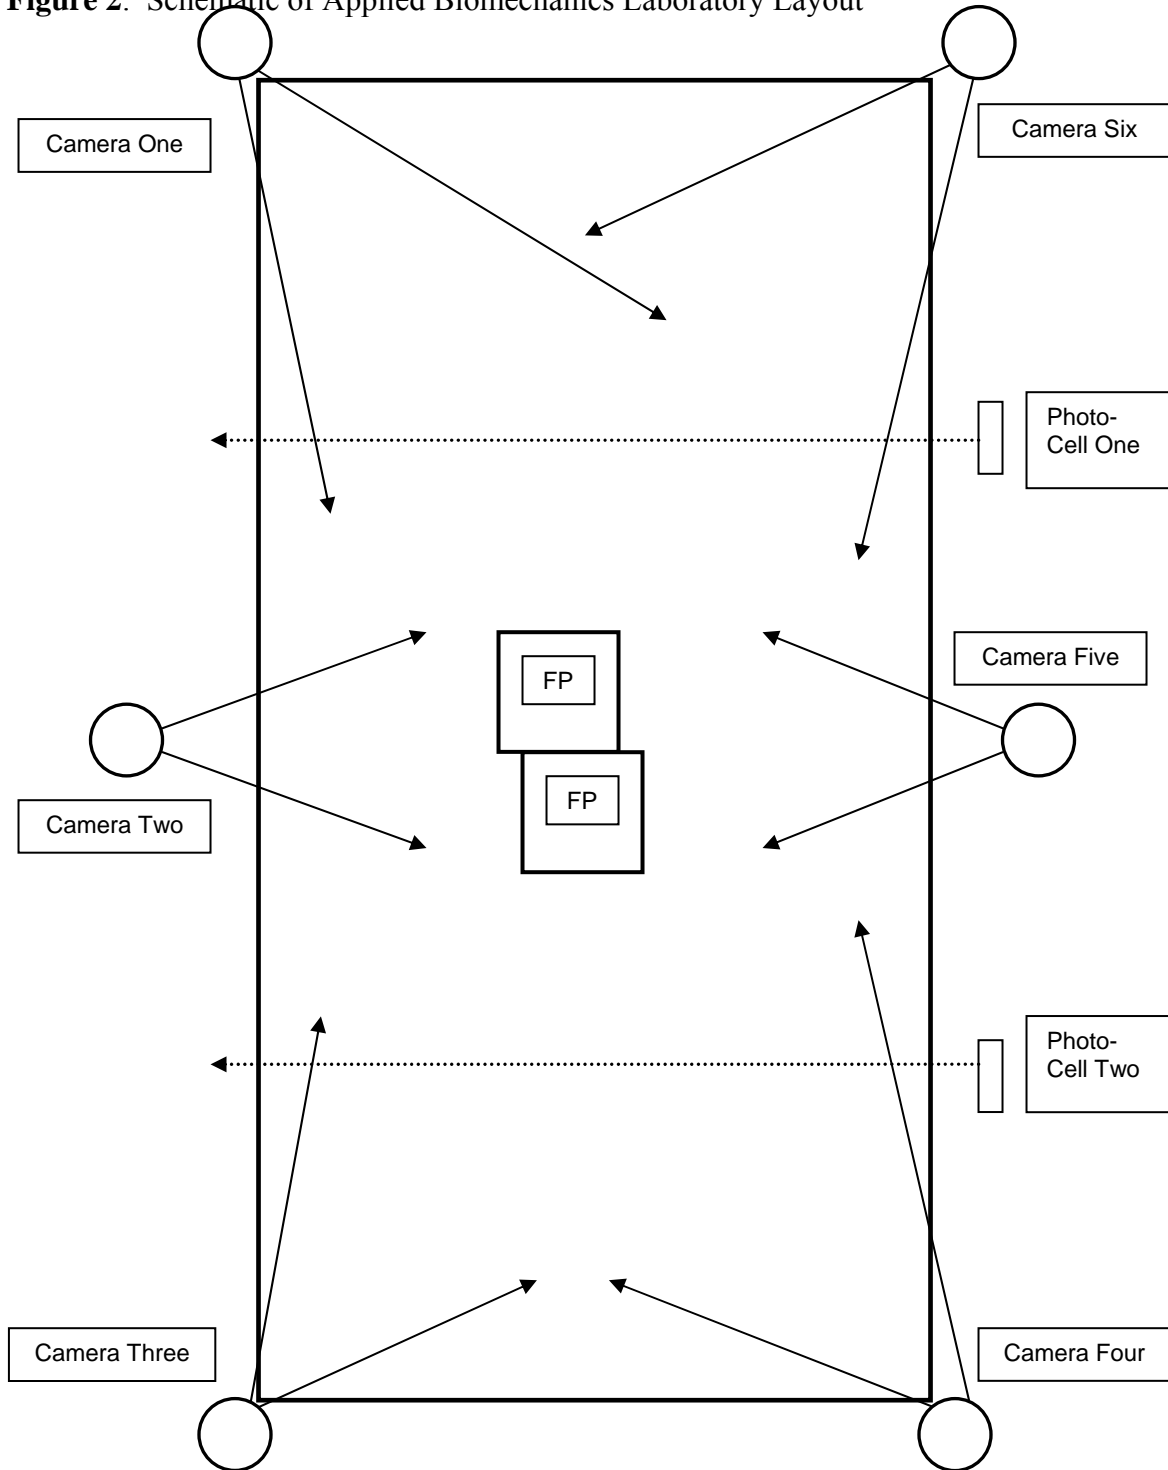 Figure 2. Schematic of Applied Biomechanics Laboratory Layout
Camera One
Camera Six
Photo-
Cell One
FP
Camera Five
FP
Camera Two
Photo-
Cell Two
Camera Three
Camera Four